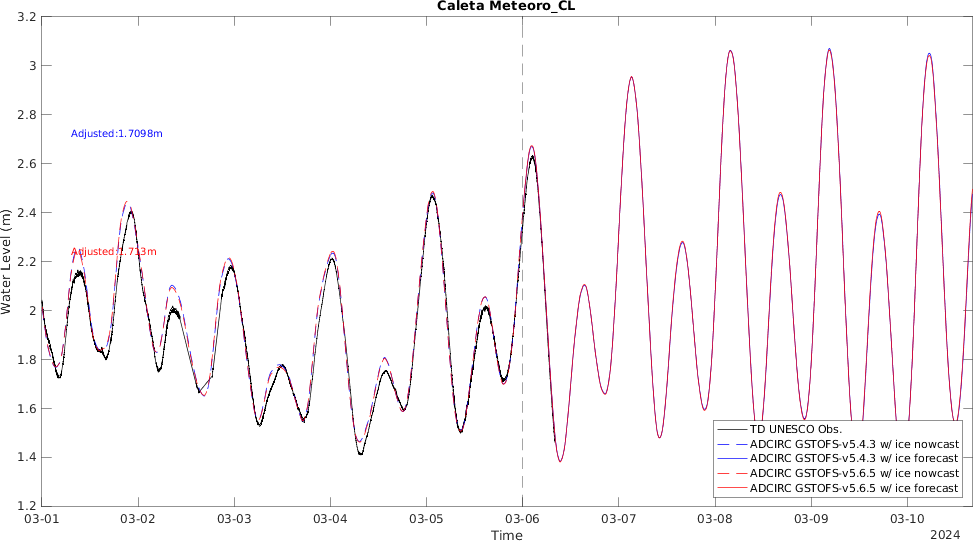 Caleta Meteoro_CL
3.2
3
2.8
2.6
2.4
2.2
2
1.8
1.6
1.4
1.2
Water Level (m)
Adjusted:1.7098m
Adjusted:1.713m
TD UNESCO Obs.
ADCIRC GSTOFS-v5.4.3 w/ ice nowcast
ADCIRC GSTOFS-v5.4.3 w/ ice forecast
ADCIRC GSTOFS-v5.6.5 w/ ice nowcast
ADCIRC GSTOFS-v5.6.5 w/ ice forecast
03-01 03-02 03-03 03-04 03-05 03-06 03-07 03-08 03-09 03-10
Time
2024